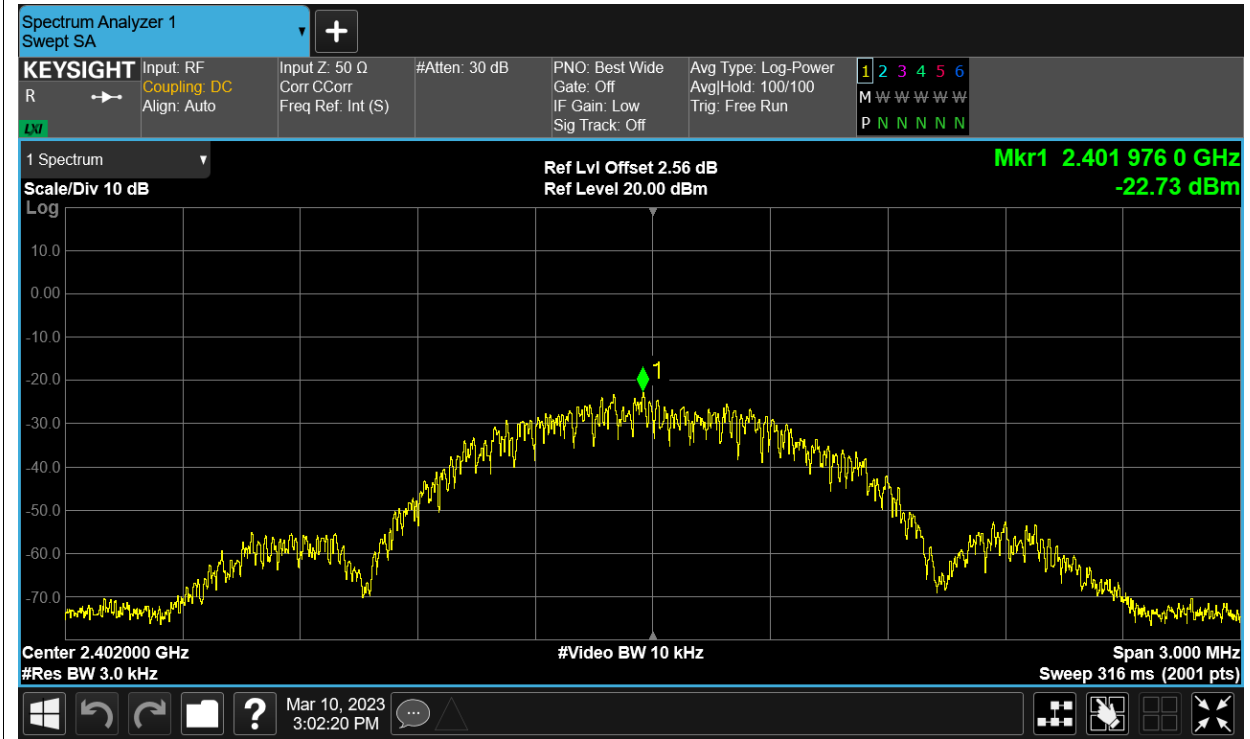 Spectrum Analyzer 1
Swept SA
+
KEYSIGHT
R
LXI
Input: RF
Coupling: DC
Align: Auto
Input Z: 50 Ω
Corr CCorr
Freq Ref: Int (S)
#Atten: 30 dB
PNO: Best Wide
Gate: Off
IF Gain: Low
Sig Track: Off
Avg Type: Log-Power
Avg|Hold: 100/100
Trig: Free Run
1 2 3 4 5 6
M W W W W W
P N N N N N
1 Spectrum
Scale/Div 10 dB
Log
Ref Lvl Offset 2.56 dB
Ref Level 20.00 dBm
Mkr1 2.401 976 0 GHz
-22.73 dBm
10.0
0.00
-10.0
-20.0
-30.0
-40.0
-50.0
-60.0
-70.0
1
Center 2.402000 GHz
#Res BW 3.0 kHz
#Video BW 10 kHz
Span 3.000 MHz
Sweep 316 ms (2001 pts)
?
Mar 10, 2023
3:02:20 PM